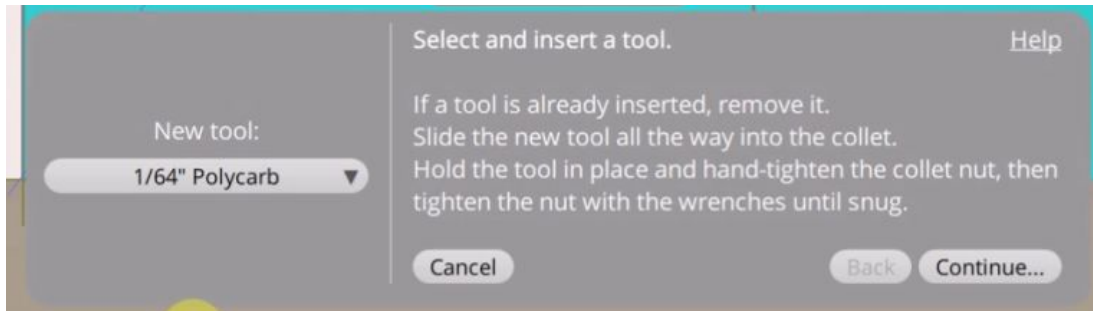 New tool:
1/64" Polycarb ▼
Select and insert a tool.
Help
If a tool is already inserted, remove it.
Slide the new tool all the way into the collet.
Hold the tool in place and hand-tighten the collet nut, then
tighten the nut with the wrenches until snug.
Cancel
Back
Continue...